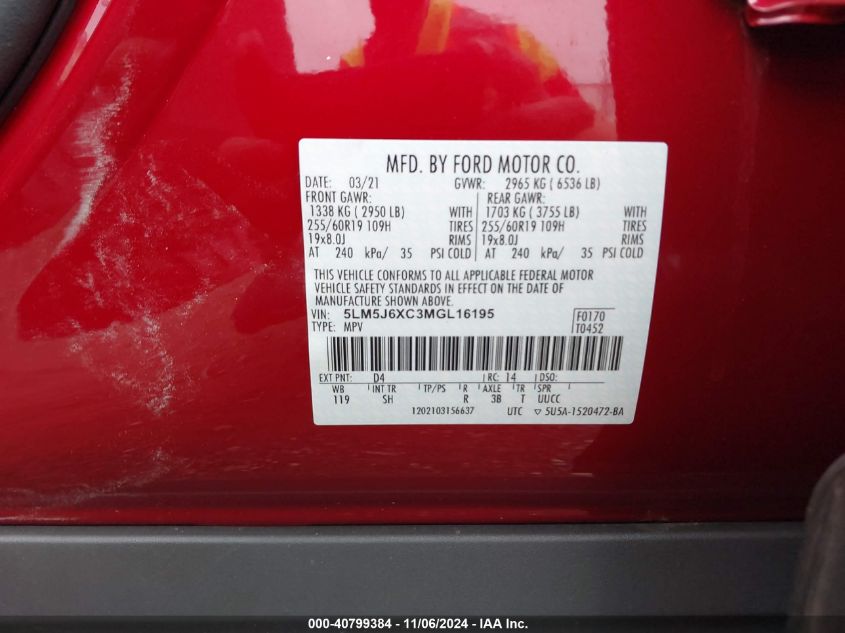 MFD. BY FORD MOTOR CO.
DATE: 03/21 GVWR: 2965 KG ( 6536 LB)
FRONT GAWR: REAR GAWR:
1338 KG ( 2950 LB) WITH 1703 KG ( 3755 LB) WITH
255/60R19 109H TIRES 255/60R19 109H TIRES
19x8.0J RIMS 19x8.0J RIMS
AT 240 kPa/ 35 PSI COLD AT 240 kPa/ 35 PSI COLD
THIS VEHICLE CONFORMS TO ALL APPLICABLE FEDERAL MOTOR
VEHICLE SAFETY STANDARDS IN EFFECT ON THE DATE OF
MANUFACTURE SHOWN ABOVE.
VIN: 5LM5J6XC3MGL16195 F0170
TYPE: MPV T0452
EXT PNT: D4 RC: 14 DSO:
WB INT TR TP/PS R AXLE TR SPR
119 SH R 3B T UUCC
1202103156637 UTC ▽ 5U5A-1520472-BA
000-40799384 - 11/06/2024 - IAA Inc.